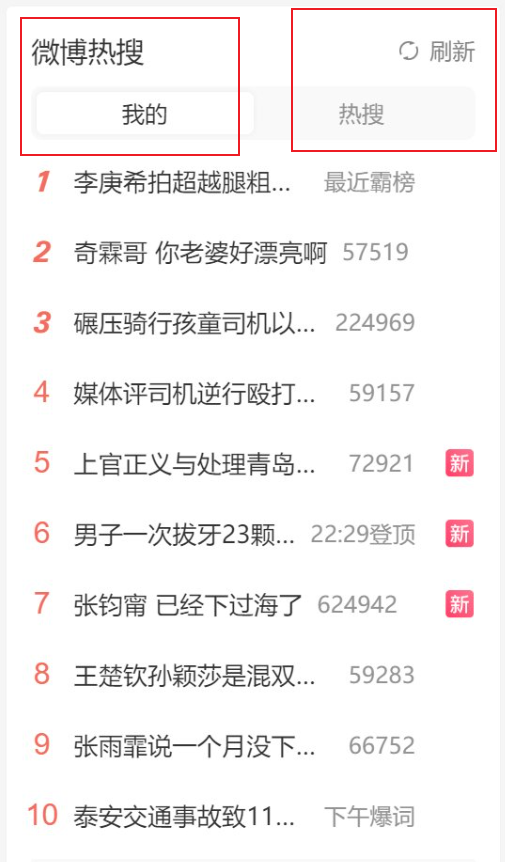 微博热搜 刷新
我的 热搜
1 李庚希拍超越腿粗... 最近霸榜
2 奇霖哥 你老婆好漂亮啊 57519
3 碾压骑行孩童司机以... 224969
4 媒体评司机逆行殴打... 59157
5 上官正义与处理青岛... 72921 新
6 男子一次拔牙23颗... 22:29登顶 新
7 张钧甯 已经下过海了 624942 新
8 王楚钦孙颖莎是混双... 59283
9 张雨霏说一个月没下... 66752
10 泰安交通事故致11... 下午爆词